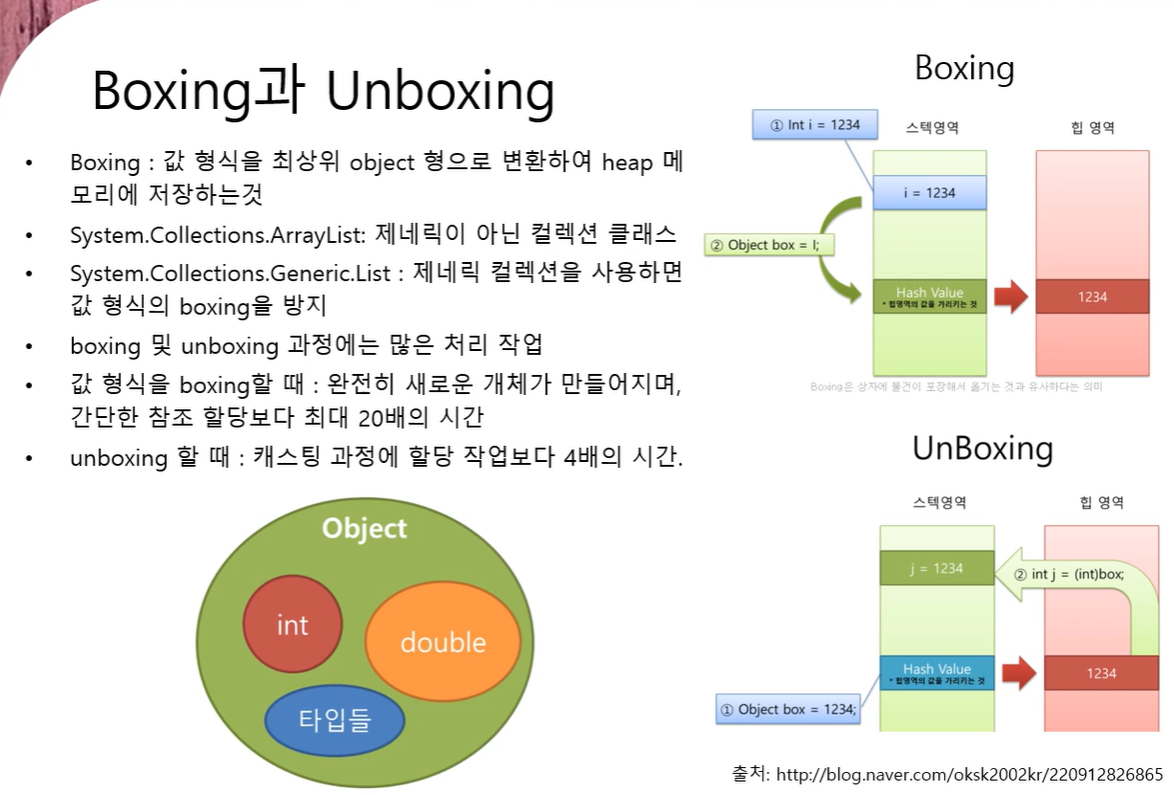 Boxing과 Unboxing
• Boxing : 값 형식을 최상위 object 형으로 변환하여 heap 메
모리에 저장하는것
• System.Collections.ArrayList: 제네릭이 아닌 컬렉션 클래스
• System.Collections.Generic.List : 제네릭 컬렉션을 사용하면
값 형식의 boxing을 방지
• boxing 및 unboxing 과정에는 많은 처리 작업
• 값 형식을 boxing할 때 : 완전히 새로운 개체가 만들어지며,
간단한 참조 할당보다 최대 20배의 시간
• unboxing 할 때 : 캐스팅 과정에 할당 작업보다 4배의 시간.
Object
int
double
타입들
Boxing
① Int i = 1234
스텍영역
힙 영역
i = 1234
② Object box = I;
Hash Value
* 힙영역의 값을 가리키는 것
1234
Boxing은 상자에 물건이 포장해서 옮기는 것과 유사하다는 의미
UnBoxing
스텍영역
힙 영역
j = 1234
② int j = (int)box;
Hash Value
* 힙영역의 값을 가리키는 것
1234
① Object box = 1234;
출처: http://blog.naver.com/oksk2002kr/220912826865